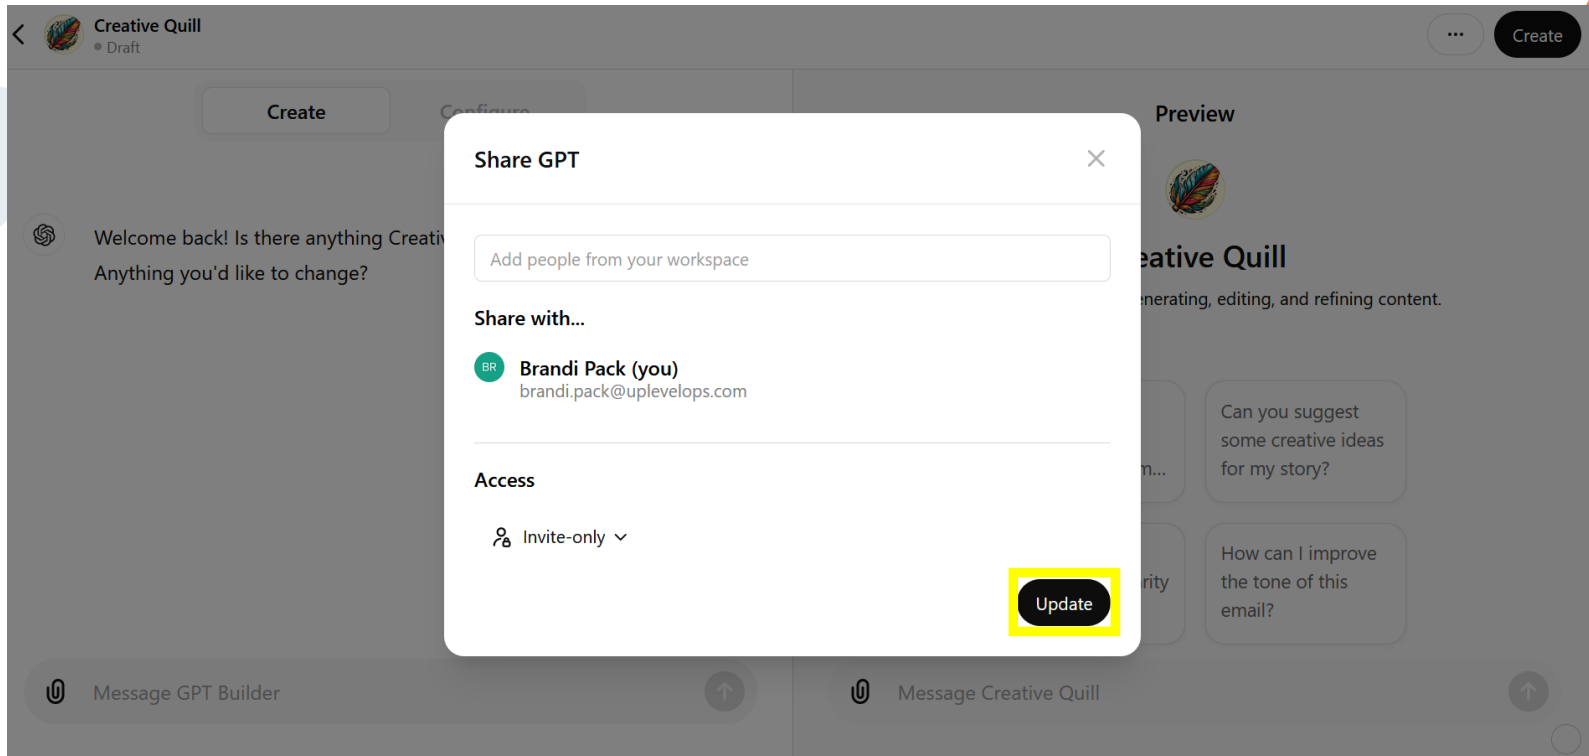 Creative Quill
Draft
Create
Create
Configure
Preview
Share GPT
Welcome back! Is there anything
Anything you'd like to change?
Add people from your workspace
Quill
editing, and refining content.
Share with...
BR
Brandi Pack (you)
brandi.pack@uplevelops.com
Can you suggest
some creative ideas
for my story?
Access
Invite-only
How can I improve
the tone of this
email?
Update
Message GPT Builder
Message Creative Quill